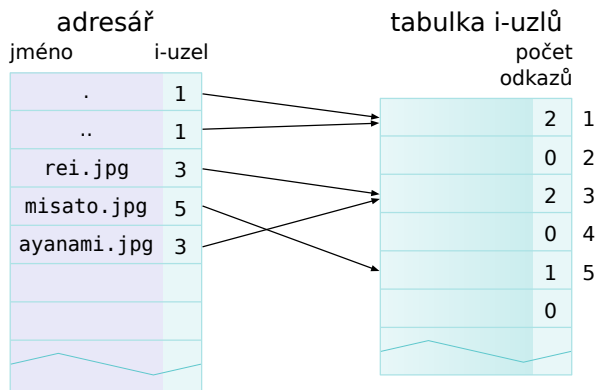 adresář
jméno i-uzel
. 1
.. 1
rei.jpg 3
misato.jpg 5
ayanami.jpg 3
tabulka i-uzlů
počet
odkazů
2 1
0 2
2 3
0 4
1 5
0